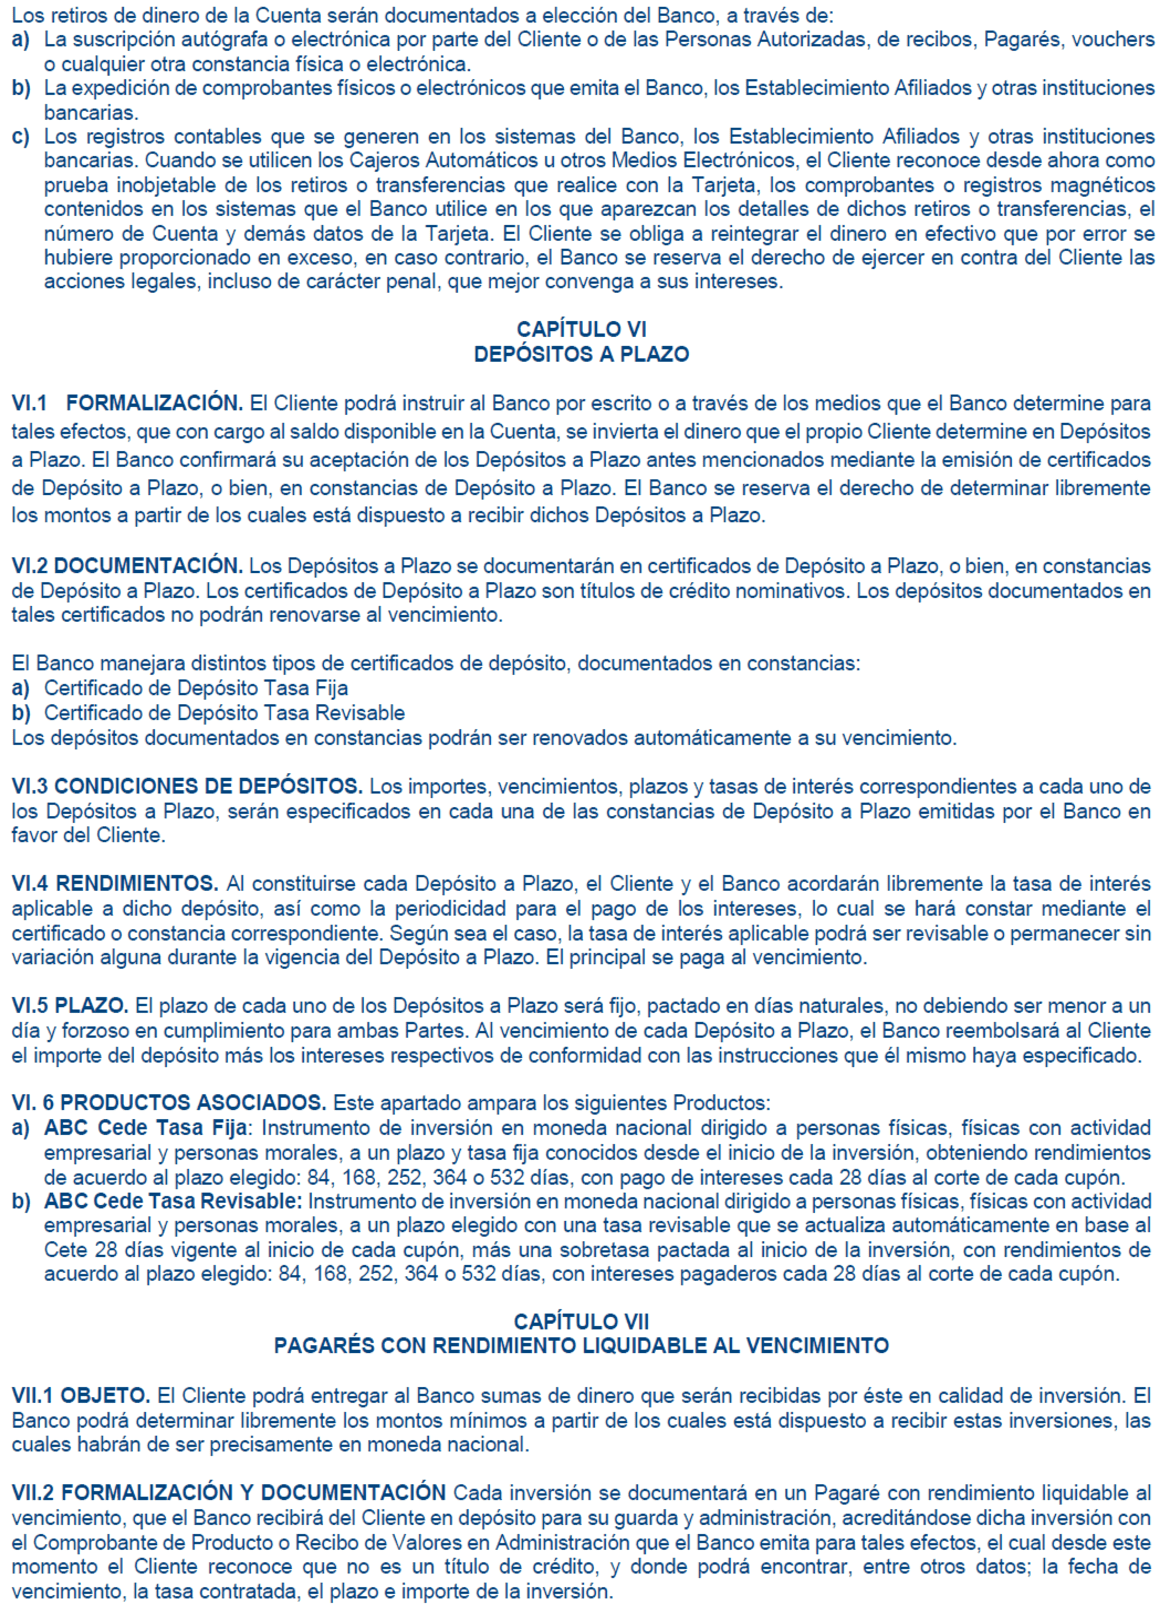 Los retiros de dinero de la Cuenta serán documentados a elección del Banco, a través de:
a) La suscripción autógrafa o electrónica por parte del Cliente o de las Personas Autorizadas, de recibos, Pagarés, vouchers
o cualquier otra constancia física o electrónica.
b) La expedición de comprobantes físicos o electrónicos que emita el Banco, los Establecimiento Afiliados y otras instituciones
bancarias.
c) Los registros contables que se generen en los sistemas del Banco, los Establecimiento Afiliados y otras instituciones
bancarias. Cuando se utilicen los Cajeros Automáticos u otros Medios Electrónicos, el Cliente reconoce desde ahora como
prueba inobjetable de los retiros o transferencias que realice con la Tarjeta, los comprobantes o registros magnéticos
contenidos en los sistemas que el Banco utilice en los que aparezcan los detalles de dichos retiros o transferencias, el
número de Cuenta y demás datos de la Tarjeta. El Cliente se obliga a reintegrar el dinero en efectivo que por error se
hubiere proporcionado en exceso, en caso contrario, el Banco se reserva el derecho de ejercer en contra del Cliente las
acciones legales, incluso de carácter penal, que mejor convenga a sus intereses.
CAPÍTULO VI
DEPÓSITOS A PLAZO
VI.1 FORMALIZACIÓN. El Cliente podrá instruir al Banco por escrito o a través de los medios que el Banco determine para
tales efectos, que con cargo al saldo disponible en la Cuenta, se invierta el dinero que el propio Cliente determine en Depósitos
a Plazo. El Banco confirmará su aceptación de los Depósitos a Plazo antes mencionados mediante la emisión de certificados
de Depósito a Plazo, o bien, en constancias de Depósito a Plazo. El Banco se reserva el derecho de determinar libremente
los montos a partir de los cuales está dispuesto a recibir dichos Depósitos a Plazo.
VI.2 DOCUMENTACIÓN. Los Depósitos a Plazo se documentarán en certificados de Depósito a Plazo, o bien, en constancias
de Depósito a Plazo. Los certificados de Depósito a Plazo son títulos de crédito nominativos. Los depósitos documentados en
tales certificados no podrán renovarse al vencimiento.
El Banco manejara distintos tipos de certificados de depósito, documentados en constancias:
a) Certificado de Depósito Tasa Fija
b) Certificado de Depósito Tasa Revisable
Los depósitos documentados en constancias podrán ser renovados automáticamente a su vencimiento.
VI.3 CONDICIONES DE DEPÓSITOS. Los importes, vencimientos, plazos y tasas de interés correspondientes a cada uno de
los Depósitos a Plazo, serán especificados en cada una de las constancias de Depósito a Plazo emitidas por el Banco en
favor del Cliente.
VI.4 RENDIMIENTOS. Al constituirse cada Depósito a Plazo, el Cliente y el Banco acordarán libremente la tasa de interés
aplicable a dicho depósito, así como la periodicidad para el pago de los intereses, lo cual se hará constar mediante el
certificado o constancia correspondiente. Según sea el caso, la tasa de interés aplicable podrá ser revisable o permanecer sin
variación alguna durante la vigencia del Depósito a Plazo. El principal se paga al vencimiento.
VI.5 PLAZO. El plazo de cada uno de los Depósitos a Plazo será fijo, pactado en días naturales, no debiendo ser menor a un
día y forzoso en cumplimiento para ambas Partes. Al vencimiento de cada Depósito a Plazo, el Banco reembolsará al Cliente
el importe del depósito más los intereses respectivos de conformidad con las instrucciones que él mismo haya especificado.
VI. 6 PRODUCTOS ASOCIADOS. Este apartado ampara los siguientes Productos:
a) ABC Cede Tasa Fija: Instrumento de inversión en moneda nacional dirigido a personas físicas, físicas con actividad
empresarial y personas morales, a un plazo y tasa fija conocidos desde el inicio de la inversión, obteniendo rendimientos
de acuerdo al plazo elegido: 84, 168, 252, 364 o 532 días, con pago de intereses cada 28 días al corte de cada cupón.
b) ABC Cede Tasa Revisable: Instrumento de inversión en moneda nacional dirigido a personas físicas, físicas con actividad
empresarial y personas morales, a un plazo elegido con una tasa revisable que se actualiza automáticamente en base al
Cete 28 días vigente al inicio de cada cupón, más una sobretasa pactada al inicio de la inversión, con rendimientos de
acuerdo al plazo elegido: 84, 168, 252, 364 o 532 días, con intereses pagaderos cada 28 días al corte de cada cupón.
CAPÍTULO VII
PAGARÉS CON RENDIMIENTO LIQUIDABLE AL VENCIMIENTO
VII.1 OBJETO. El Cliente podrá entregar al Banco sumas de dinero que serán recibidas por éste en calidad de inversión. El
Banco podrá determinar libremente los montos mínimos a partir de los cuales está dispuesto a recibir estas inversiones, las
cuales habrán de ser precisamente en moneda nacional.
VII.2 FORMALIZACIÓN Y DOCUMENTACIÓN Cada inversión se documentará en un Pagaré con rendimiento liquidable al
vencimiento, que el Banco recibirá del Cliente en depósito para su guarda y administración, acreditándose dicha inversión con
el Comprobante de Producto o Recibo de Valores en Administración que el Banco emita para tales efectos, el cual desde este
momento el Cliente reconoce que no es un título de crédito, y donde podrá encontrar, entre otros datos; la fecha de
vencimiento, la tasa contratada, el plazo e importe de la inversión.